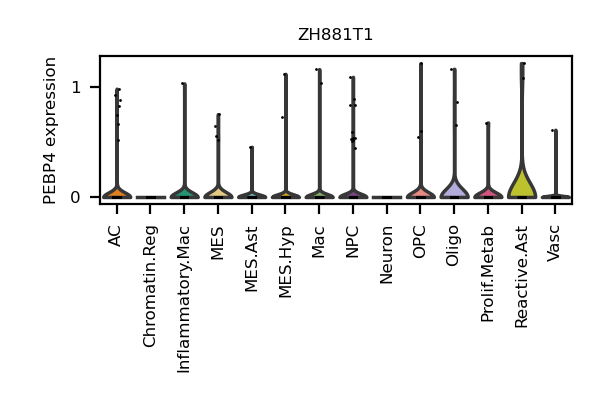 ZH881T1
PEBP4 expression
1
0
AC
Chromatin.Reg
Inflammatory.Mac
MES
MES.Ast
MES.Hyp
Mac
NPC
Neuron
OPC
Oligo
Prolif.Metab
Reactive.Ast
Vasc